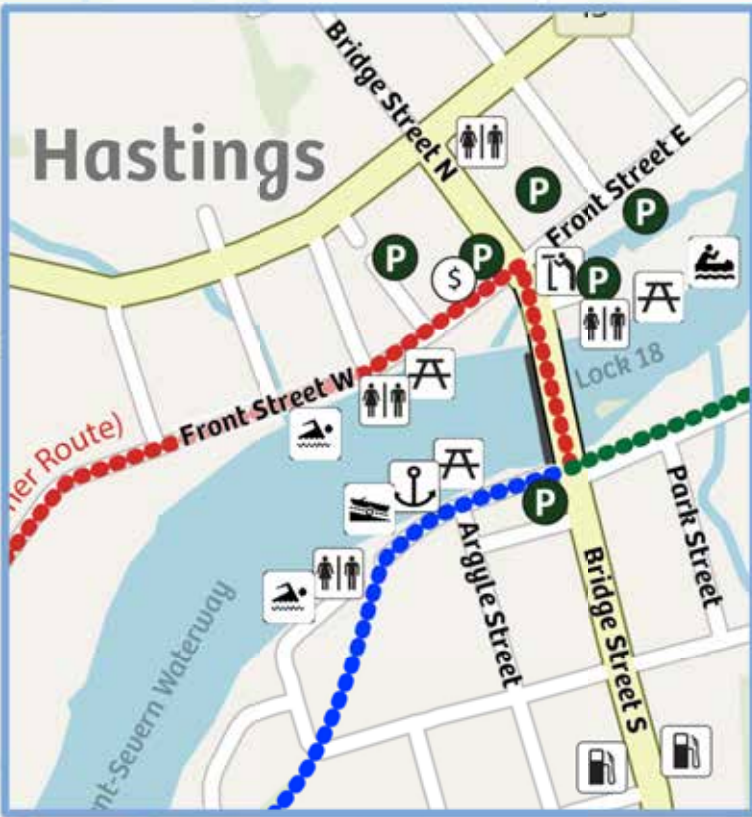 Bridge Street N
Hastings
Front Street E
P
P
P
P
$
P
Lock 18
Front Street W
ner Route)
P
Park Street
Argyle Street
Bridge Street S
nt-Severn Waterway